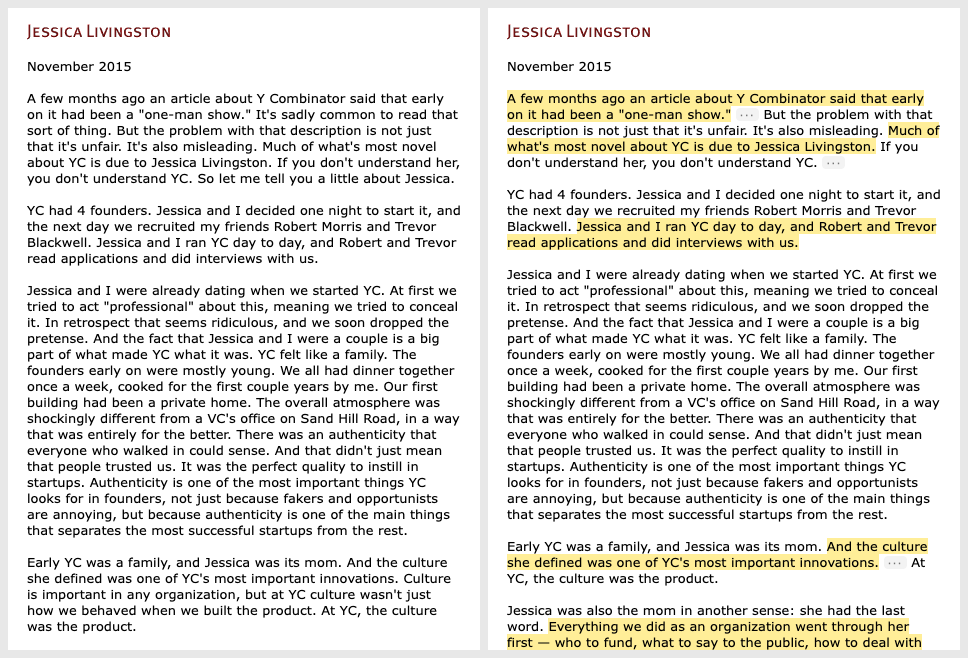 Jessica Livingston
November 2015
A few months ago an article about Y Combinator said that early
on it had been a "one-man show." It's sadly common to read that
sort of thing. But the problem with that description is not just
that it's unfair. It's also misleading. Much of what's most novel
about YC is due to Jessica Livingston. If you don't understand her,
you don't understand YC. So let me tell you a little about Jessica.
YC had 4 founders. Jessica and I decided one night to start it, and
the next day we recruited my friends Robert Morris and Trevor
Blackwell. Jessica and I ran YC day to day, and Robert and Trevor
read applications and did interviews with us.
Jessica and I were already dating when we started YC. At first we
tried to act "professional" about this, meaning we tried to conceal
it. In retrospect that seems ridiculous, and we soon dropped the
pretense. And the fact that Jessica and I were a couple is a big
part of what made YC what it was. YC felt like a family. The
founders early on were mostly young. We all had dinner together
once a week, cooked for the first couple years by me. Our first
building had been a private home. The overall atmosphere was
shockingly different from a VC's office on Sand Hill Road, in a way
that was entirely for the better. There was an authenticity that
everyone who walked in could sense. And that didn't just mean
that people trusted us. It was the perfect quality to instill in
startups. Authenticity is one of the most important things YC
looks for in founders, not just because fakers and opportunists
are annoying, but because authenticity is one of the main things
that separates the most successful startups from the rest.
Early YC was a family, and Jessica was its mom. And the culture
she defined was one of YC's most important innovations. Culture
is important in any organization, but at YC culture wasn't just
how we behaved when we built the product. At YC, the culture
was the product.
Jessica Livingston
November 2015
A few months ago an article about Y Combinator said that early
on it had been a "one-man show." ··· But the problem with that
description is not just that it's unfair. It's also misleading. Much of
what's most novel about YC is due to Jessica Livingston. If you
don't understand her, you don't understand YC. ···
YC had 4 founders. Jessica and I decided one night to start it, and
the next day we recruited my friends Robert Morris and Trevor
Blackwell. Jessica and I ran YC day to day, and Robert and Trevor
read applications and did interviews with us.
Jessica and I were already dating when we started YC. At first we
tried to act "professional" about this, meaning we tried to conceal
it. In retrospect that seems ridiculous, and we soon dropped the
pretense. And the fact that Jessica and I were a couple is a big
part of what made YC what it was. YC felt like a family. The
founders early on were mostly young. We all had dinner together
once a week, cooked for the first couple years by me. Our first
building had been a private home. The overall atmosphere was
shockingly different from a VC's office on Sand Hill Road, in a way
that was entirely for the better. There was an authenticity that
everyone who walked in could sense. And that didn't just mean
that people trusted us. It was the perfect quality to instill in
startups. Authenticity is one of the most important things YC
looks for in founders, not just because fakers and opportunists
are annoying, but because authenticity is one of the main things
that separates the most successful startups from the rest.
Early YC was a family, and Jessica was its mom. And the culture
she defined was one of YC's most important innovations. ··· At
YC, the culture was the product.
Jessica was also the mom in another sense: she had the last
word. Everything we did as an organization went through her
first — who to fund, what to say to the public, how to deal with